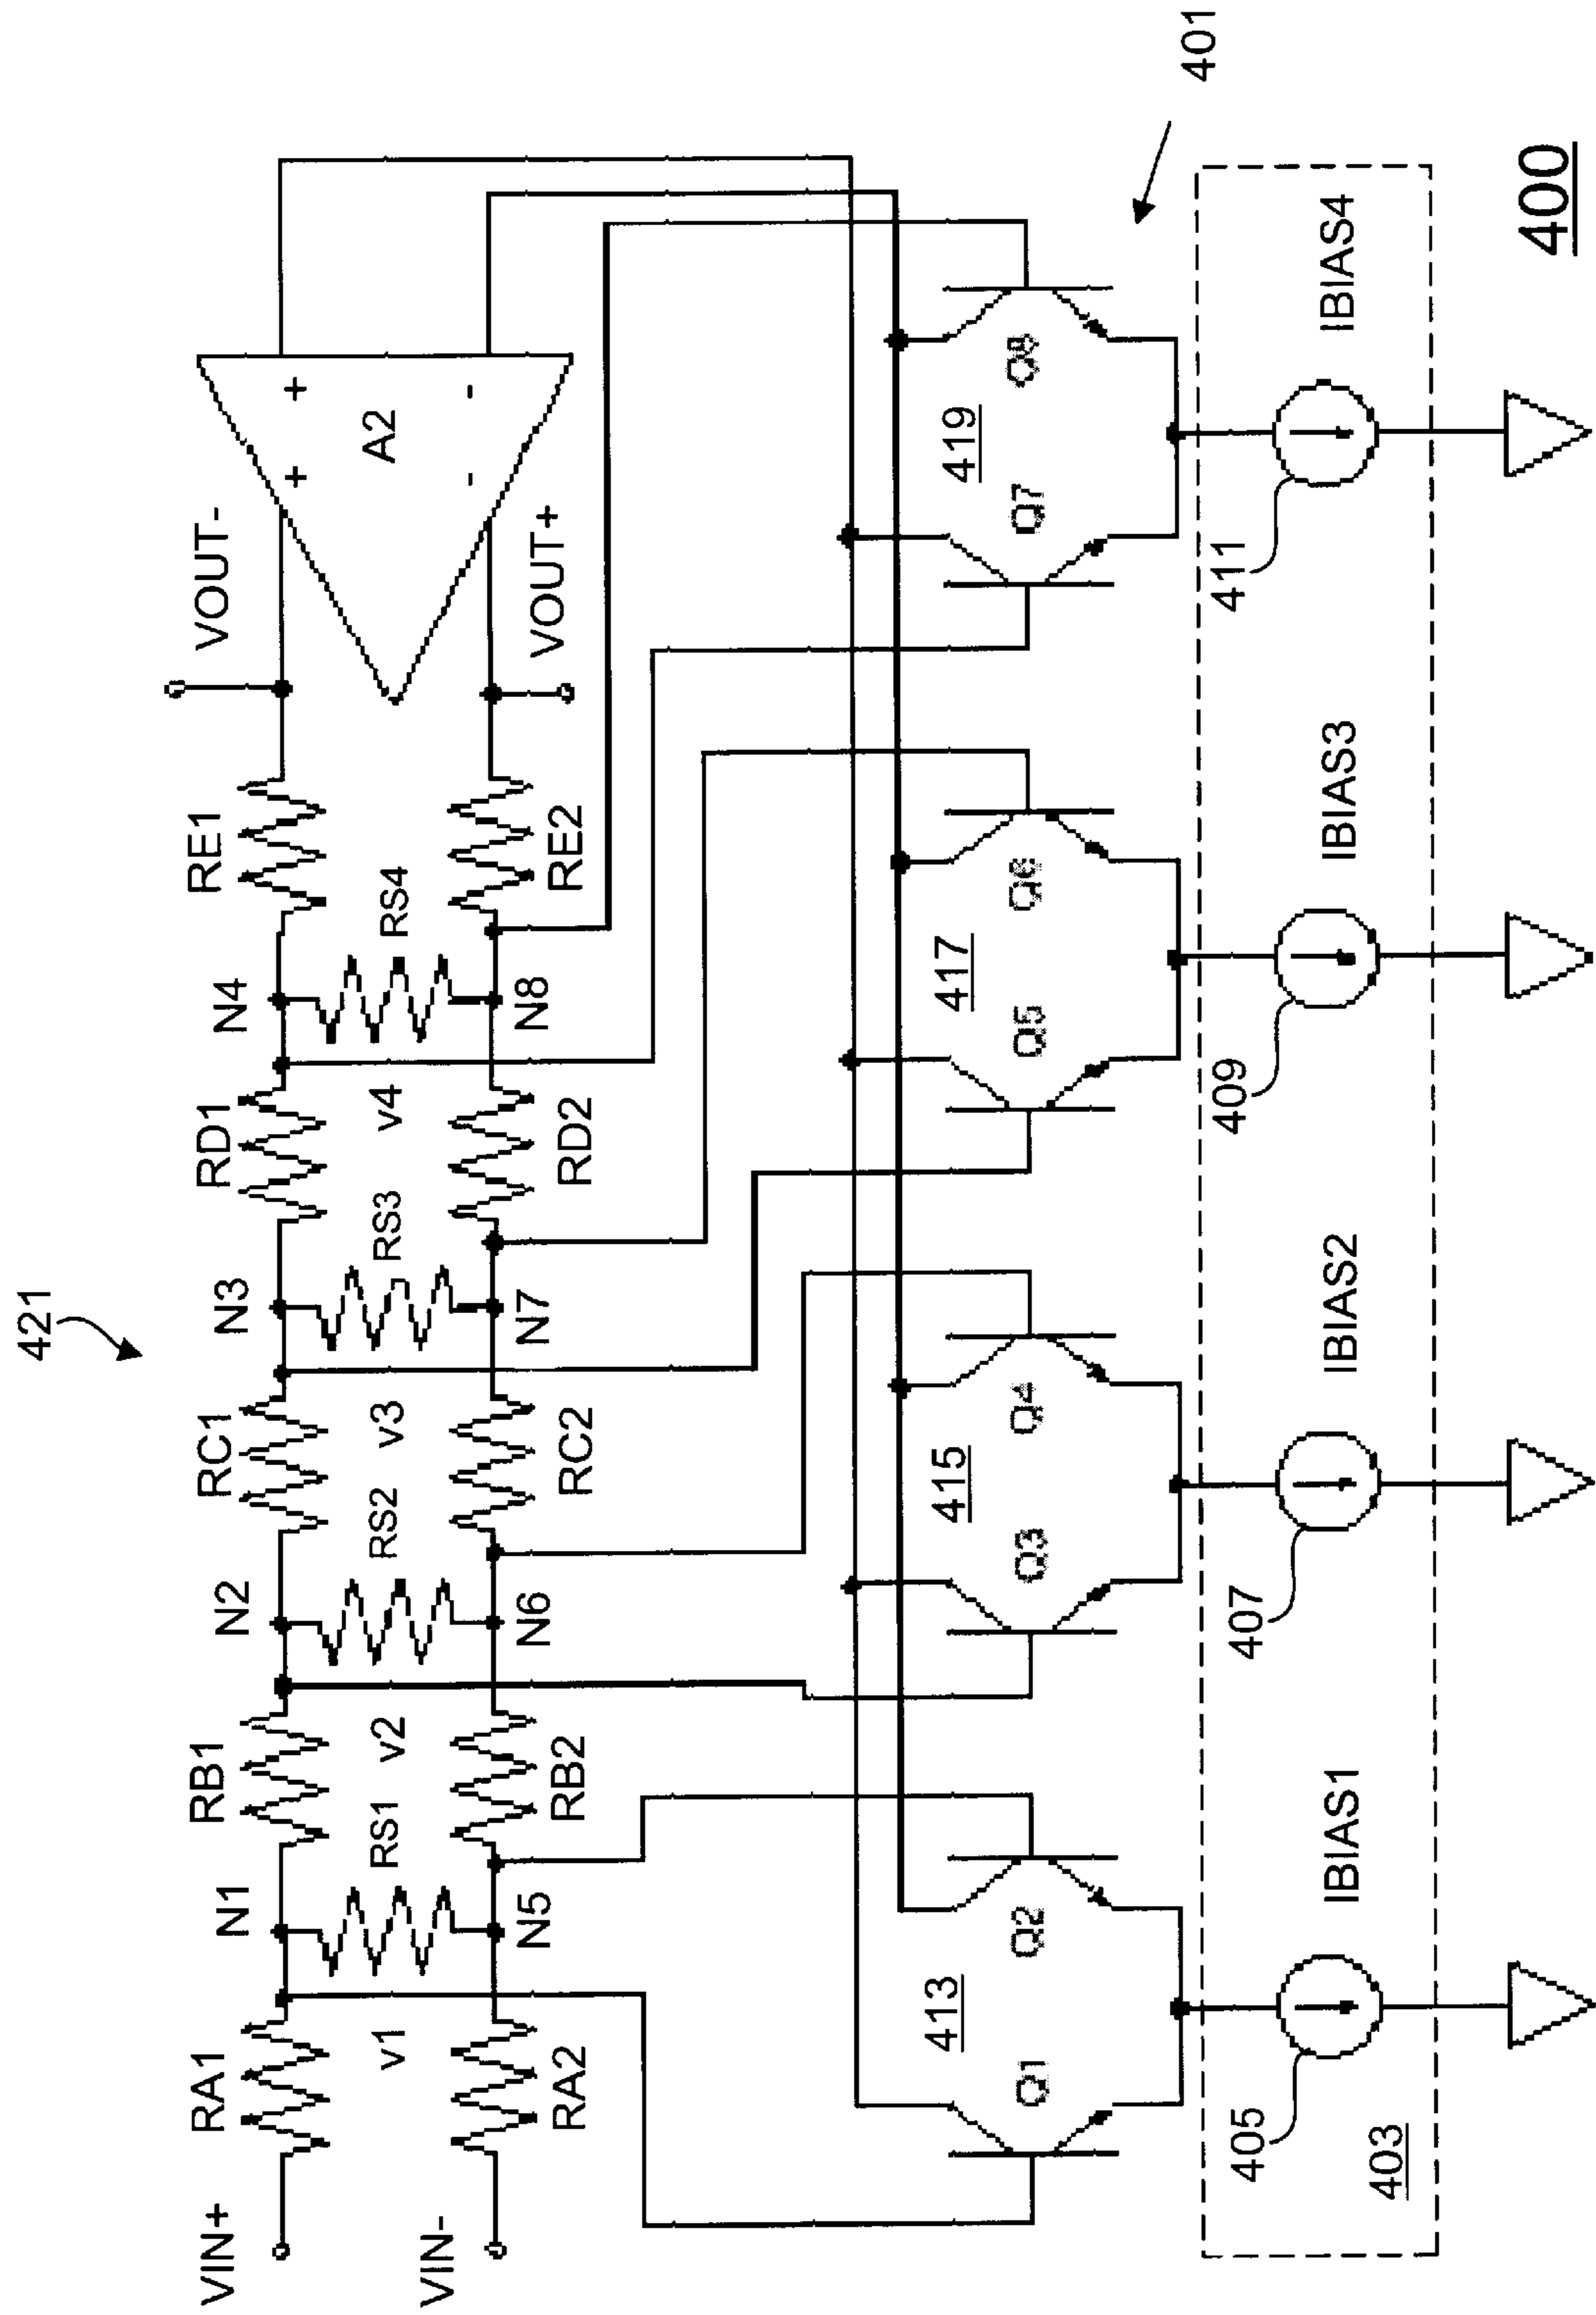 421
VIN+
RA1
N1
RB1
N2
RC1
N3
RD1
N4
RE1
VOUT-
v1
RS1
v2
RS2
v3
RS3
v4
RS4
+
+
A2
-
-
VIN-
RA2
N5
RB2
N6
RC2
N7
RD2
N8
RE2
VOUT+
413
415
417
419
Q1
Q2
Q3
Q4
Q5
Q6
Q7
Q8
401
405
407
409
411
IBIAS1
IBIAS2
IBIAS3
IBIAS4
403
400